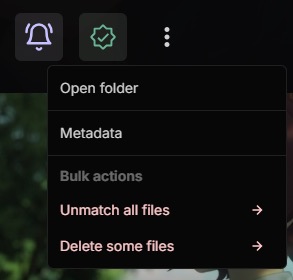 Open folder
Metadata
Bulk actions
Unmatch all files
Delete some files